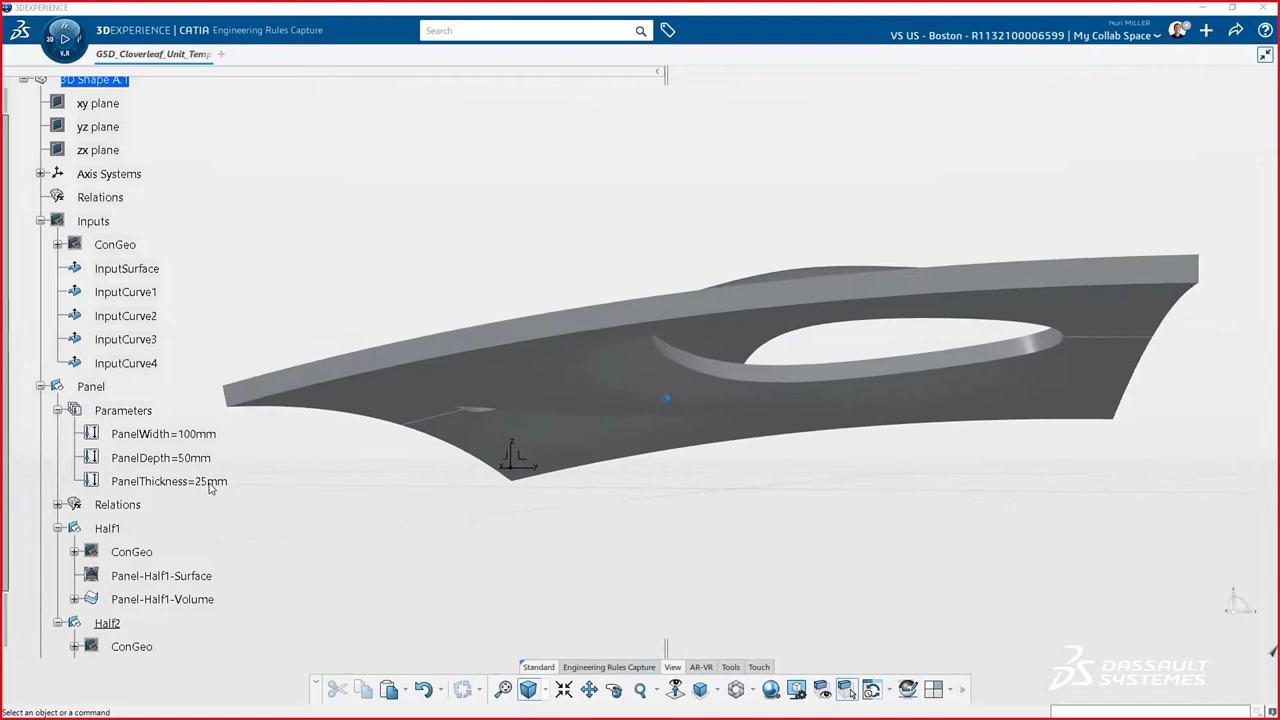 3DEXPERIENCE
3DEXPERIENCE | CATIA Engineering Rules Capture
Search
Nuri MILLER
VS US - Boston - R1132100006599 | My Collab Space
3D
V.R
GSD_Cloverleaf_Unit_Temp
3D Shape A.1
xy plane
yz plane
zx plane
Axis Systems
Relations
Inputs
ConGeo
InputSurface
InputCurve1
InputCurve2
InputCurve3
InputCurve4
Panel
Parameters
PanelWidth=100mm
PanelDepth=50mm
PanelThickness=25mm
Relations
Half1
ConGeo
Panel-Half1-Surface
Panel-Half1-Volume
Half2
ConGeo
z
x
y
Standard
Engineering Rules Capture
View
AR-VR
Tools
Touch
DASSAULT
SYSTEMES
Select an object or a command